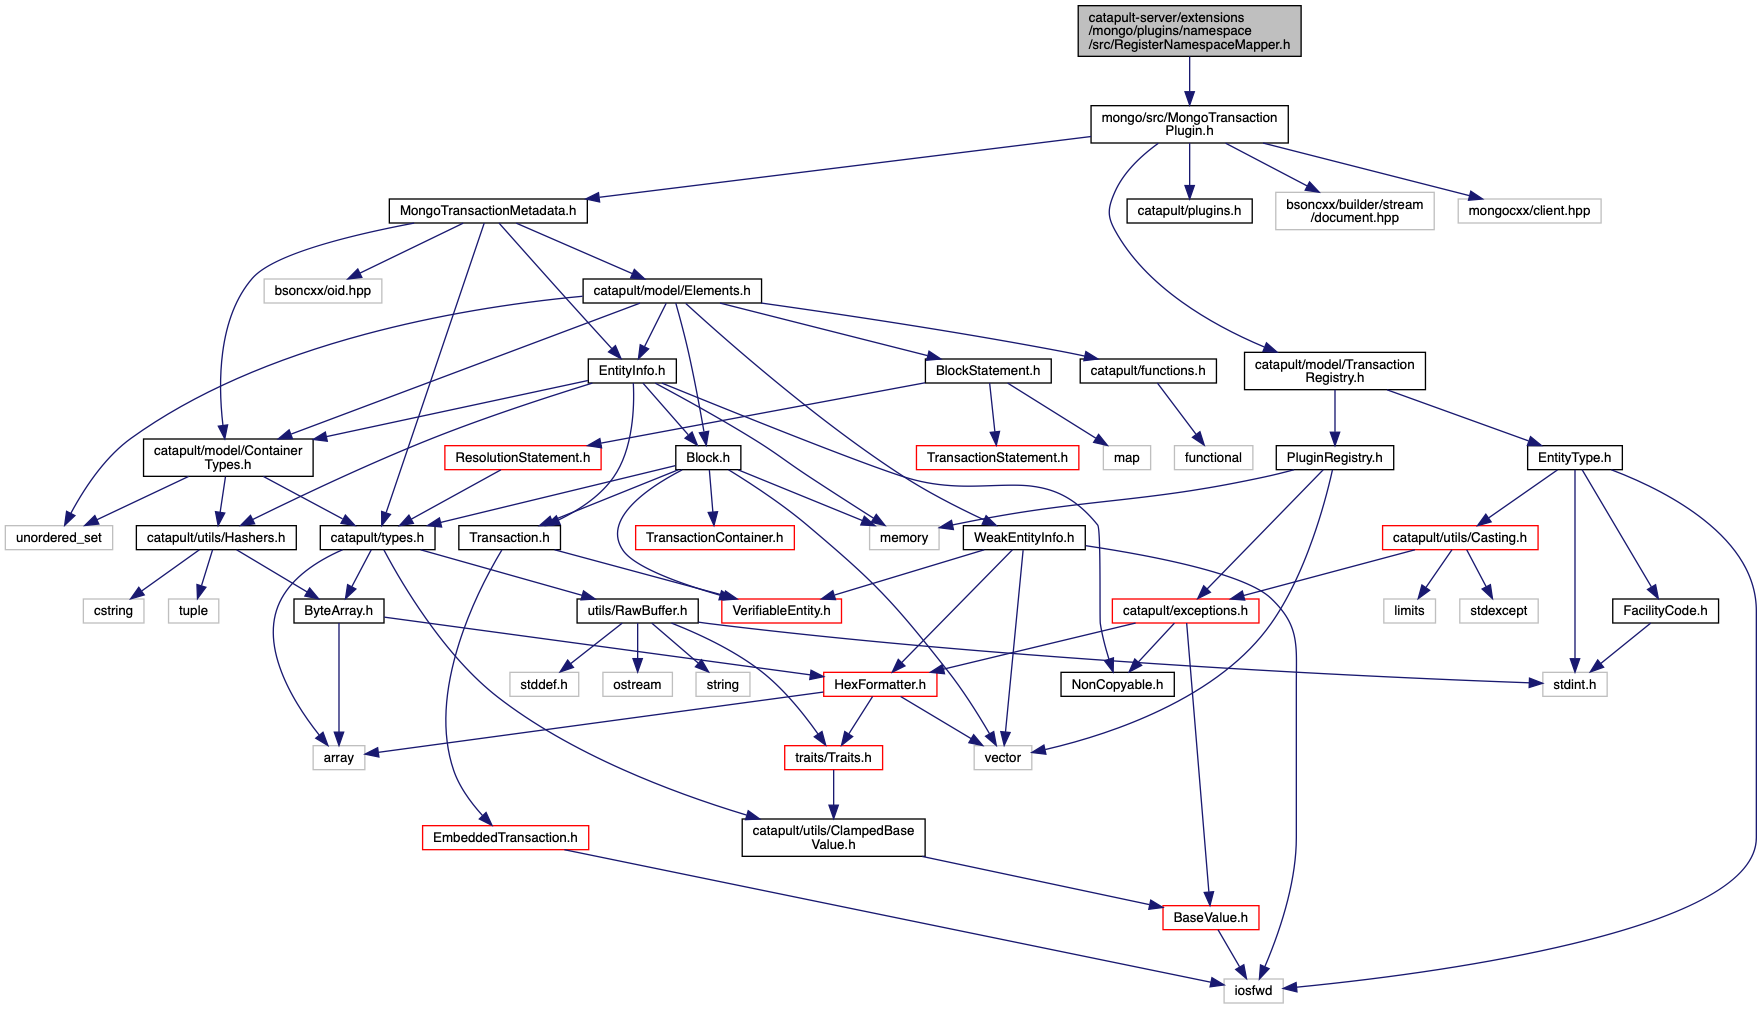 catapult-server/extensions
/mongo/plugins/namespace
/src/RegisterNamespaceMapper.h
mongo/src/MongoTransaction
Plugin.h
MongoTransactionMetadata.h
catapult/plugins.h
bsoncxx/builder/stream
/document.hpp
mongocxx/client.hpp
bsoncxx/oid.hpp
catapult/model/Elements.h
EntityInfo.h
BlockStatement.h
catapult/functions.h
catapult/model/Transaction
Registry.h
catapult/model/Container
Types.h
ResolutionStatement.h
Block.h
TransactionStatement.h
map
functional
PluginRegistry.h
EntityType.h
unordered_set
catapult/utils/Hashers.h
catapult/types.h
Transaction.h
TransactionContainer.h
memory
WeakEntityInfo.h
catapult/utils/Casting.h
cstring
tuple
ByteArray.h
utils/RawBuffer.h
VerifiableEntity.h
catapult/exceptions.h
limits
stdexcept
FacilityCode.h
stddef.h
ostream
string
HexFormatter.h
NonCopyable.h
stdint.h
array
traits/Traits.h
vector
EmbeddedTransaction.h
catapult/utils/ClampedBase
Value.h
BaseValue.h
iosfwd